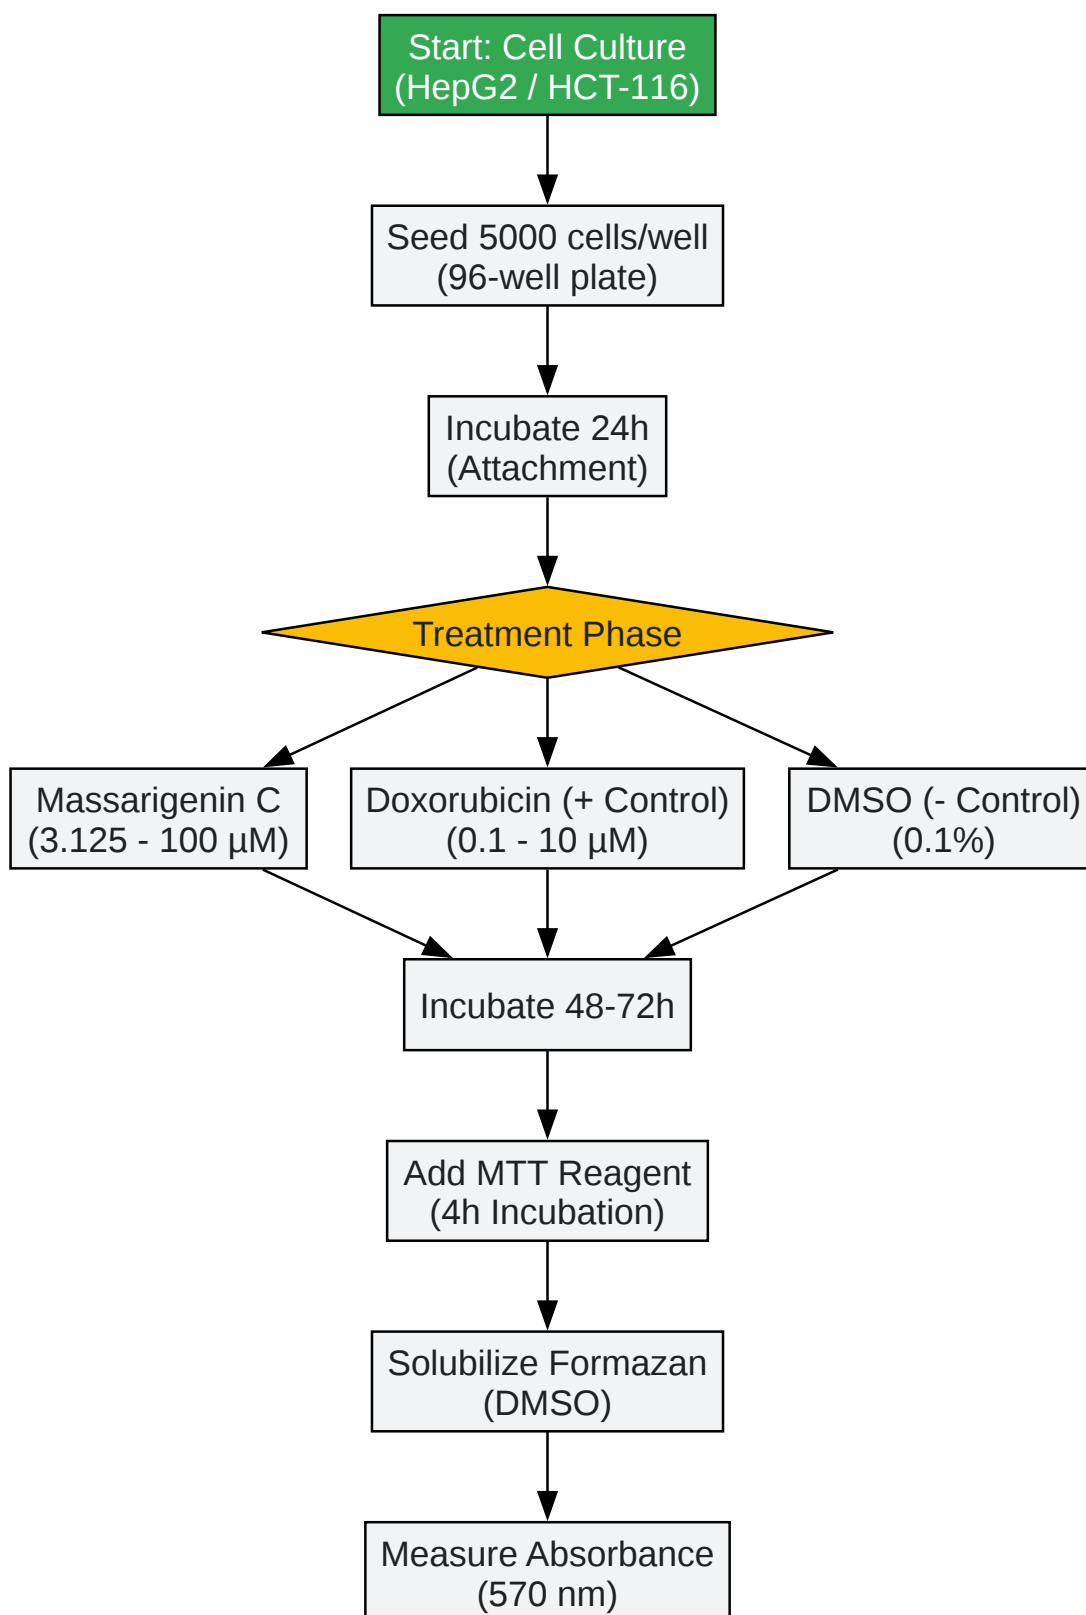 Start: Cell Culture
(HepG2 / HCT-116)
Seed 5000 cells/well
(96-well plate)
Incubate 24h
(Attachment)
Treatment Phase
Massarigenin C
(3.125 - 100 µM)
Doxorubicin (+ Control)
(0.1 - 10 µM)
DMSO (- Control)
(0.1%)
Incubate 48-72h
Add MTT Reagent
(4h Incubation)
Solubilize Formazan
(DMSO)
Measure Absorbance
(570 nm)